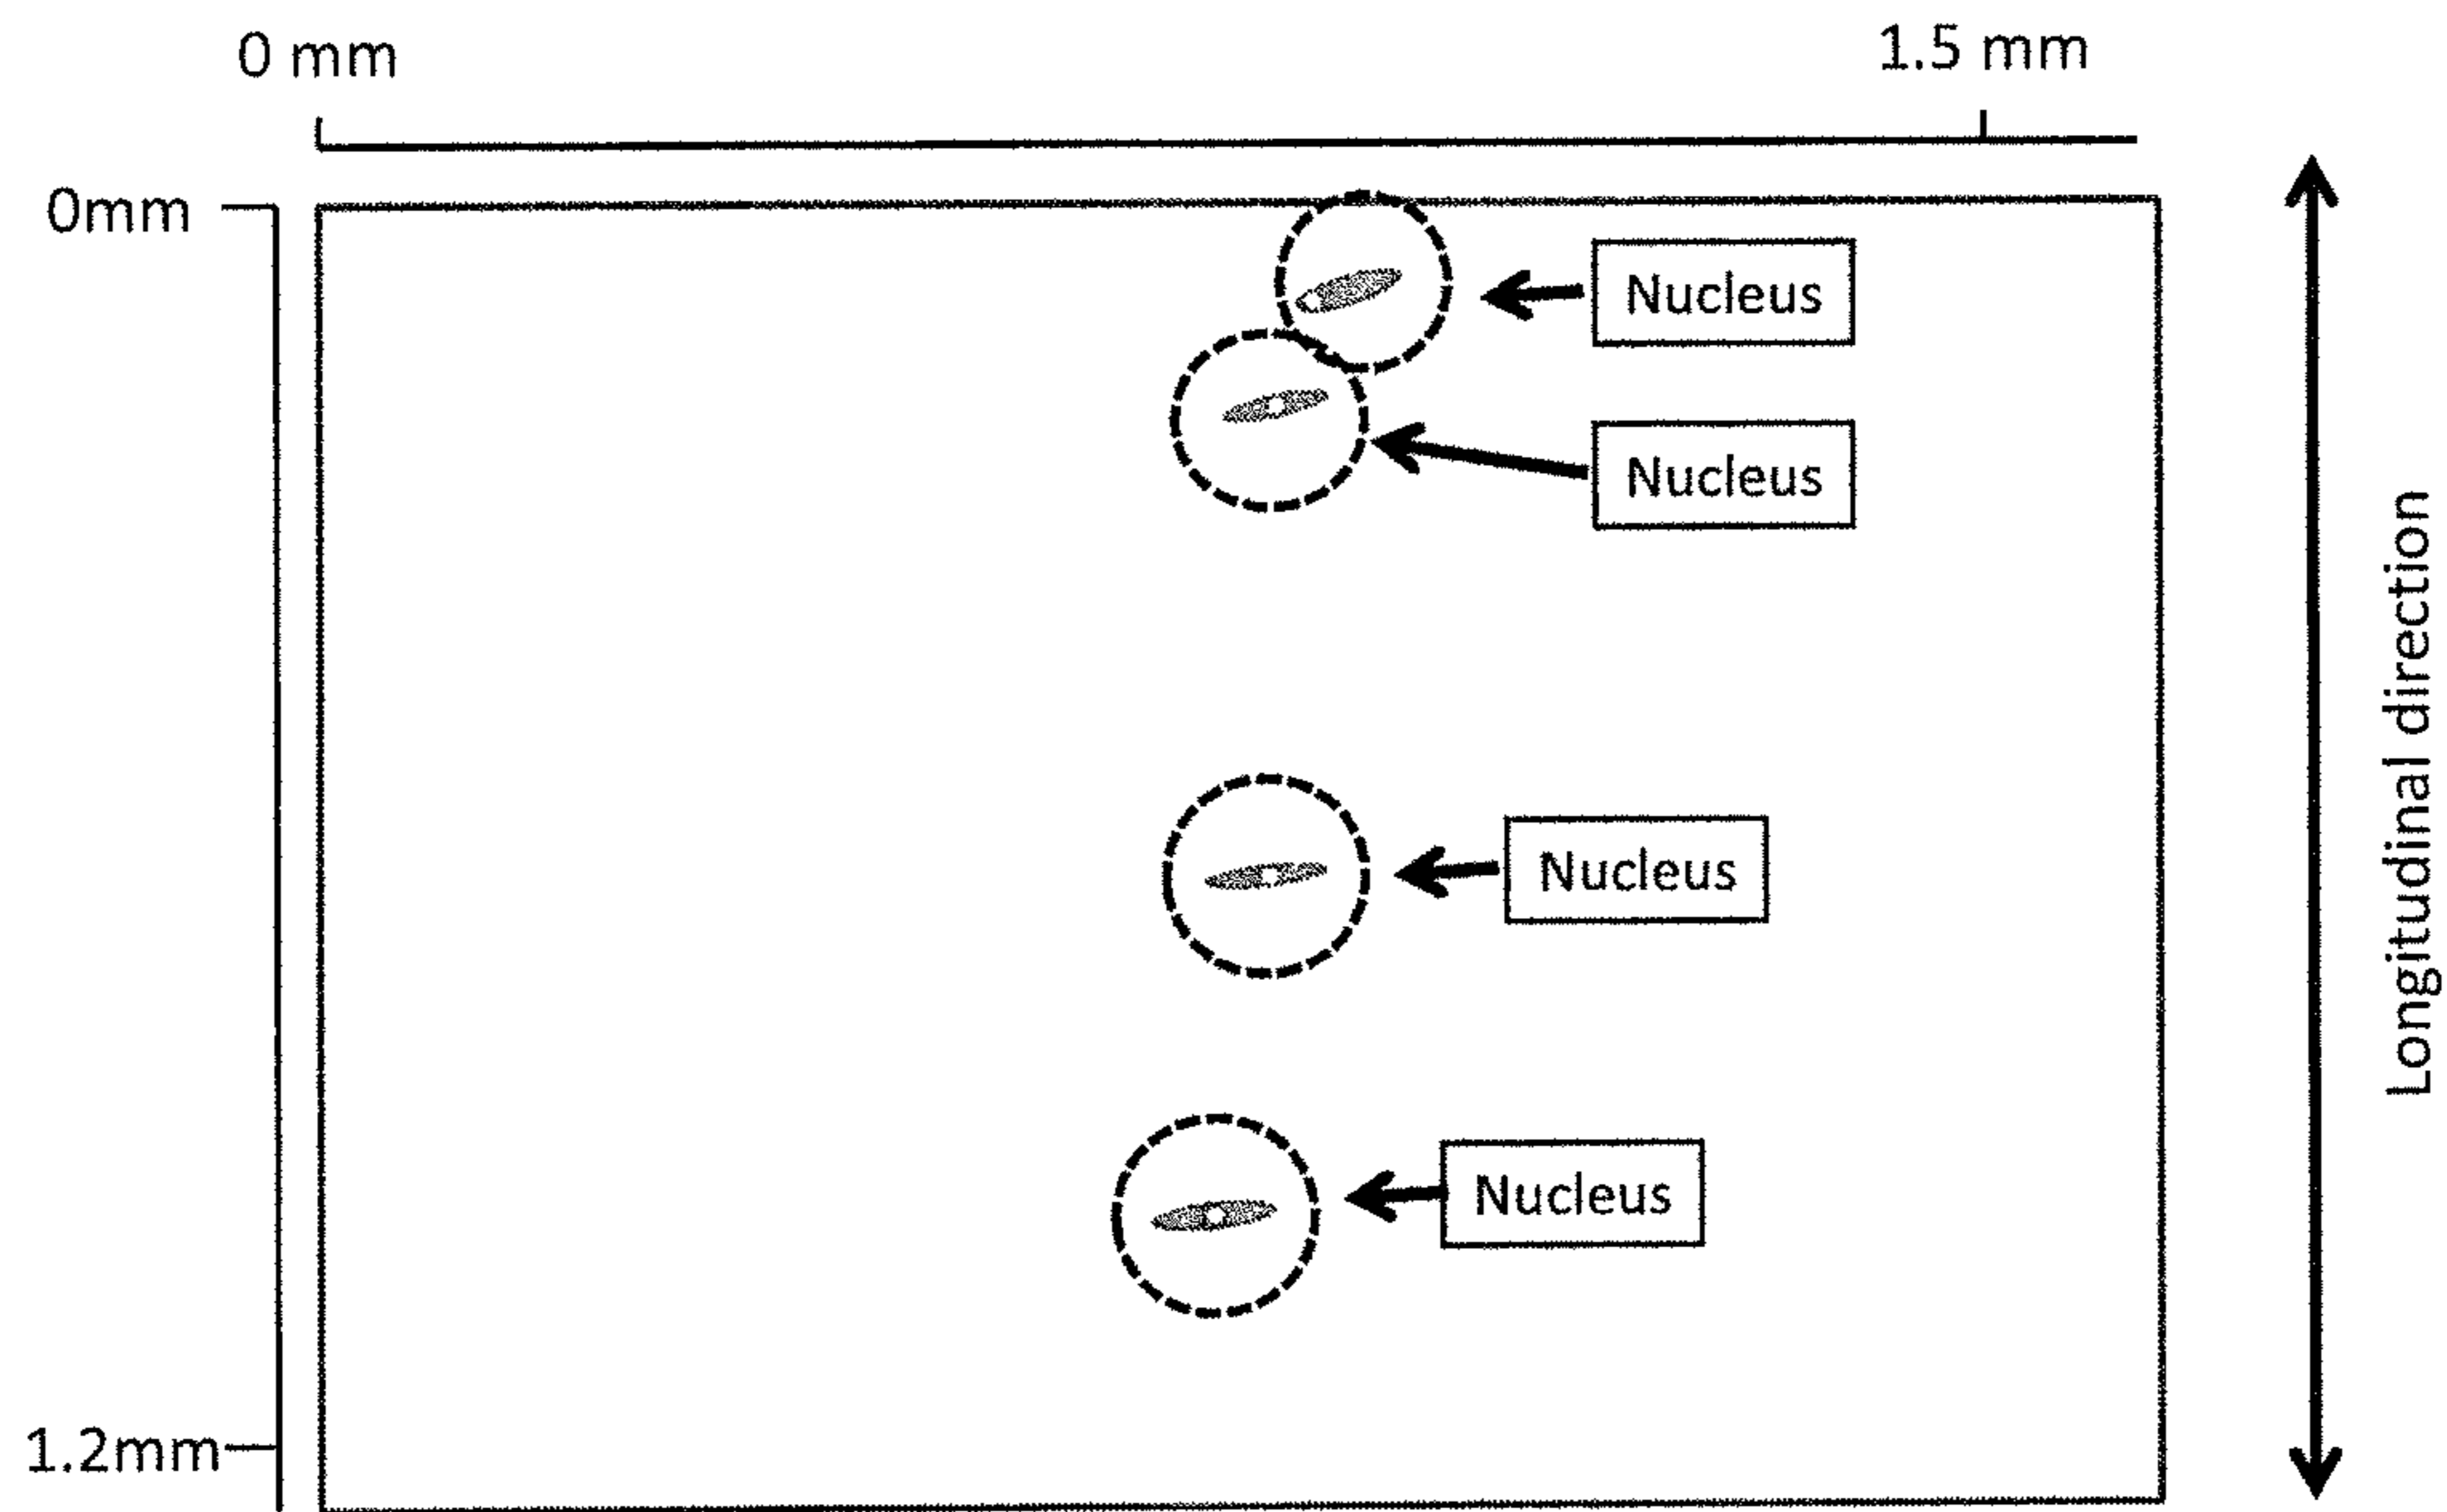 0 mm
1.5 mm
0mm
Nucleus
Nucleus
Longitudinal direction
Nucleus
Nucleus
1.2mm